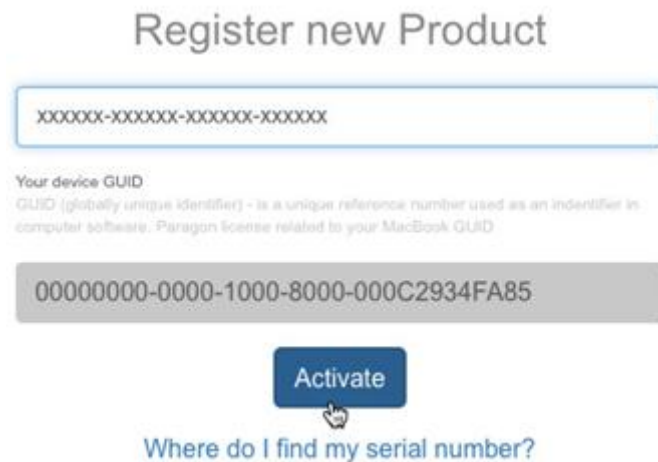 Register new Product
xxxxxx-xxxxxx-xxxxxx-xxxxxx
Your device GUID
GUID (globally unique identifier) - is a unique reference number used as an indentifier in
computer software. Paragon license related to your MacBook GUID
00000000-0000-1000-8000-000C2934FA85
Activate
Where do I find my serial number?